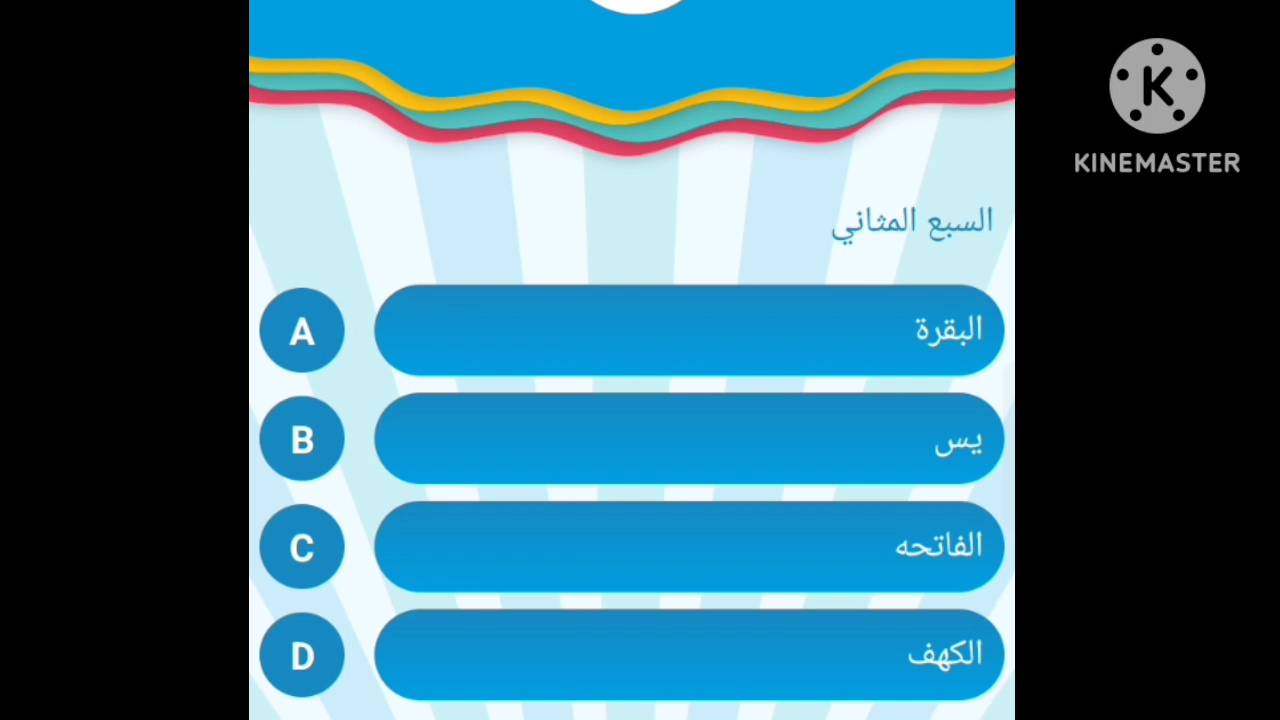 K
KINEMASTER
السبع المثاني
A البقرة
B يس
C الفاتحه
D الكهف